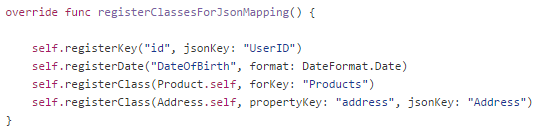 override func registerClassesForJsonMapping() {
self.registerKey("id", jsonKey: "UserID")
self.registerDate("DateOfBirth", format: DateFormat.Date)
self.registerClass(Product.self, forKey: "Products")
self.registerClass(Address.self, propertyKey: "address", jsonKey: "Address")
}